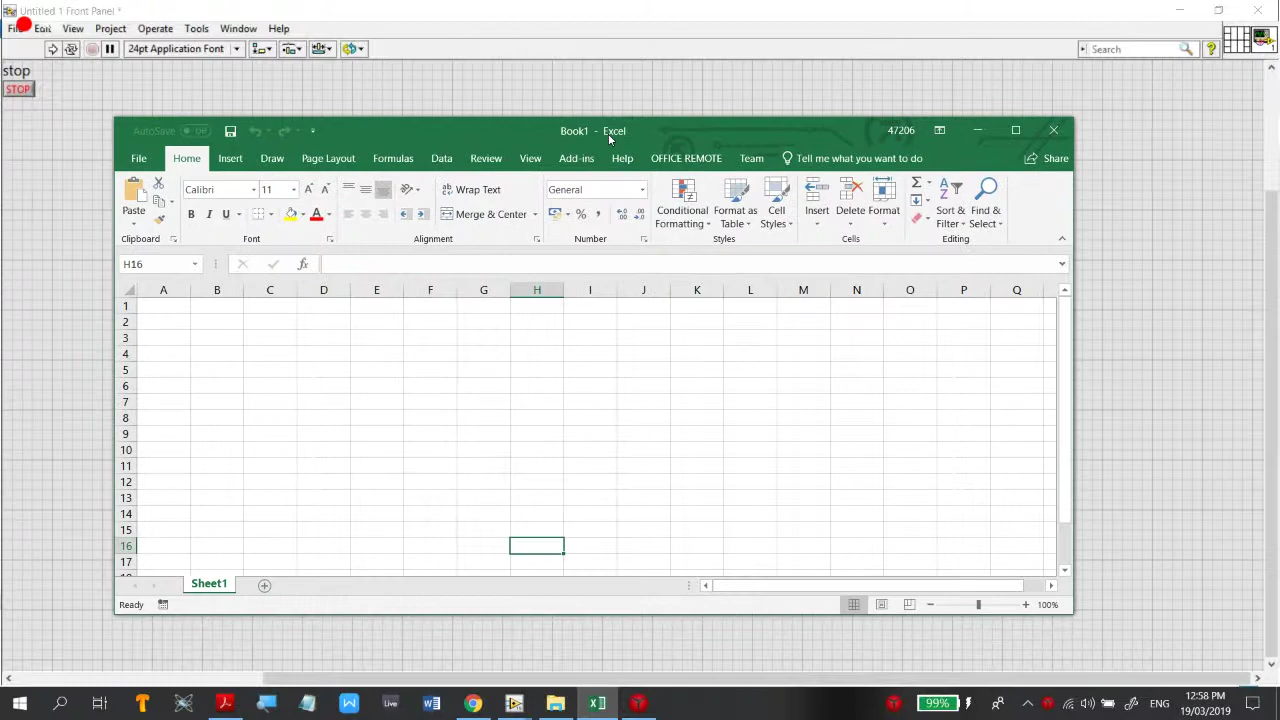 Untitled 1 Front Panel *
File Edit View Project Operate Tools Window Help
24pt Application Font
Search
stop
STOP
AutoSave Off
Book1 - Excel
47206
File Home Insert Draw Page Layout Formulas Data Review View Add-ins Help OFFICE REMOTE Team Tell me what you want to do Share
Paste
Calibri 11
Wrap Text
General
Conditional Formatting
Format as Table
Cell Styles
Insert Delete Format
Sort & Filter
Find & Select
B I U
Merge & Center
Clipboard Font Alignment Number Styles Cells Editing
H16
fx
A B C D E F G H I J K L M N O P Q
1
2
3
4
5
6
7
8
9
10
11
12
13
14
15
16
17
Sheet1
Ready
100%
99%
ENG
12:58 PM
19/03/2019